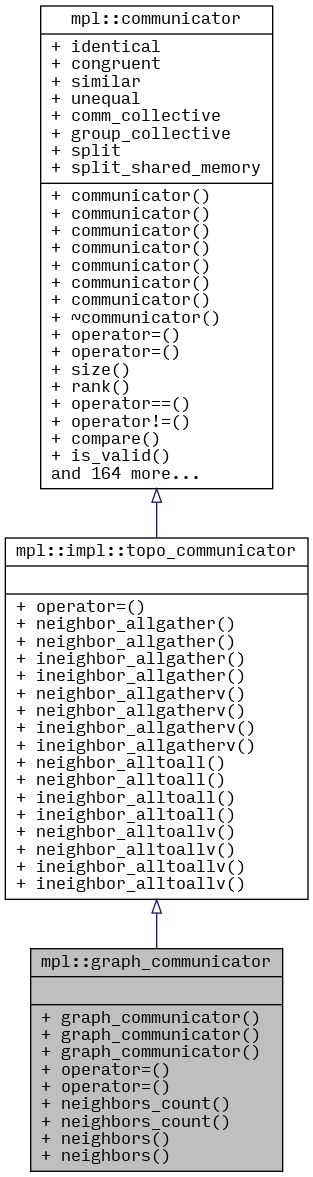 mpl::communicator
+ identical
+ congruent
+ similar
+ unequal
+ comm_collective
+ group_collective
+ split
+ split_shared_memory
+ communicator()
+ communicator()
+ communicator()
+ communicator()
+ communicator()
+ communicator()
+ communicator()
+ ~communicator()
+ operator=()
+ operator=()
+ size()
+ rank()
+ operator==()
+ operator!=()
+ compare()
+ is_valid()
and 164 more...
mpl::impl::topo_communicator
+ operator=()
+ neighbor_allgather()
+ neighbor_allgather()
+ ineighbor_allgather()
+ ineighbor_allgather()
+ neighbor_allgatherv()
+ neighbor_allgatherv()
+ ineighbor_allgatherv()
+ ineighbor_allgatherv()
+ neighbor_alltoall()
+ neighbor_alltoall()
+ ineighbor_alltoall()
+ ineighbor_alltoall()
+ neighbor_alltoallv()
+ neighbor_alltoallv()
+ ineighbor_alltoallv()
+ ineighbor_alltoallv()
mpl::graph_communicator
+ graph_communicator()
+ graph_communicator()
+ graph_communicator()
+ operator=()
+ operator=()
+ neighbors_count()
+ neighbors_count()
+ neighbors()
+ neighbors()